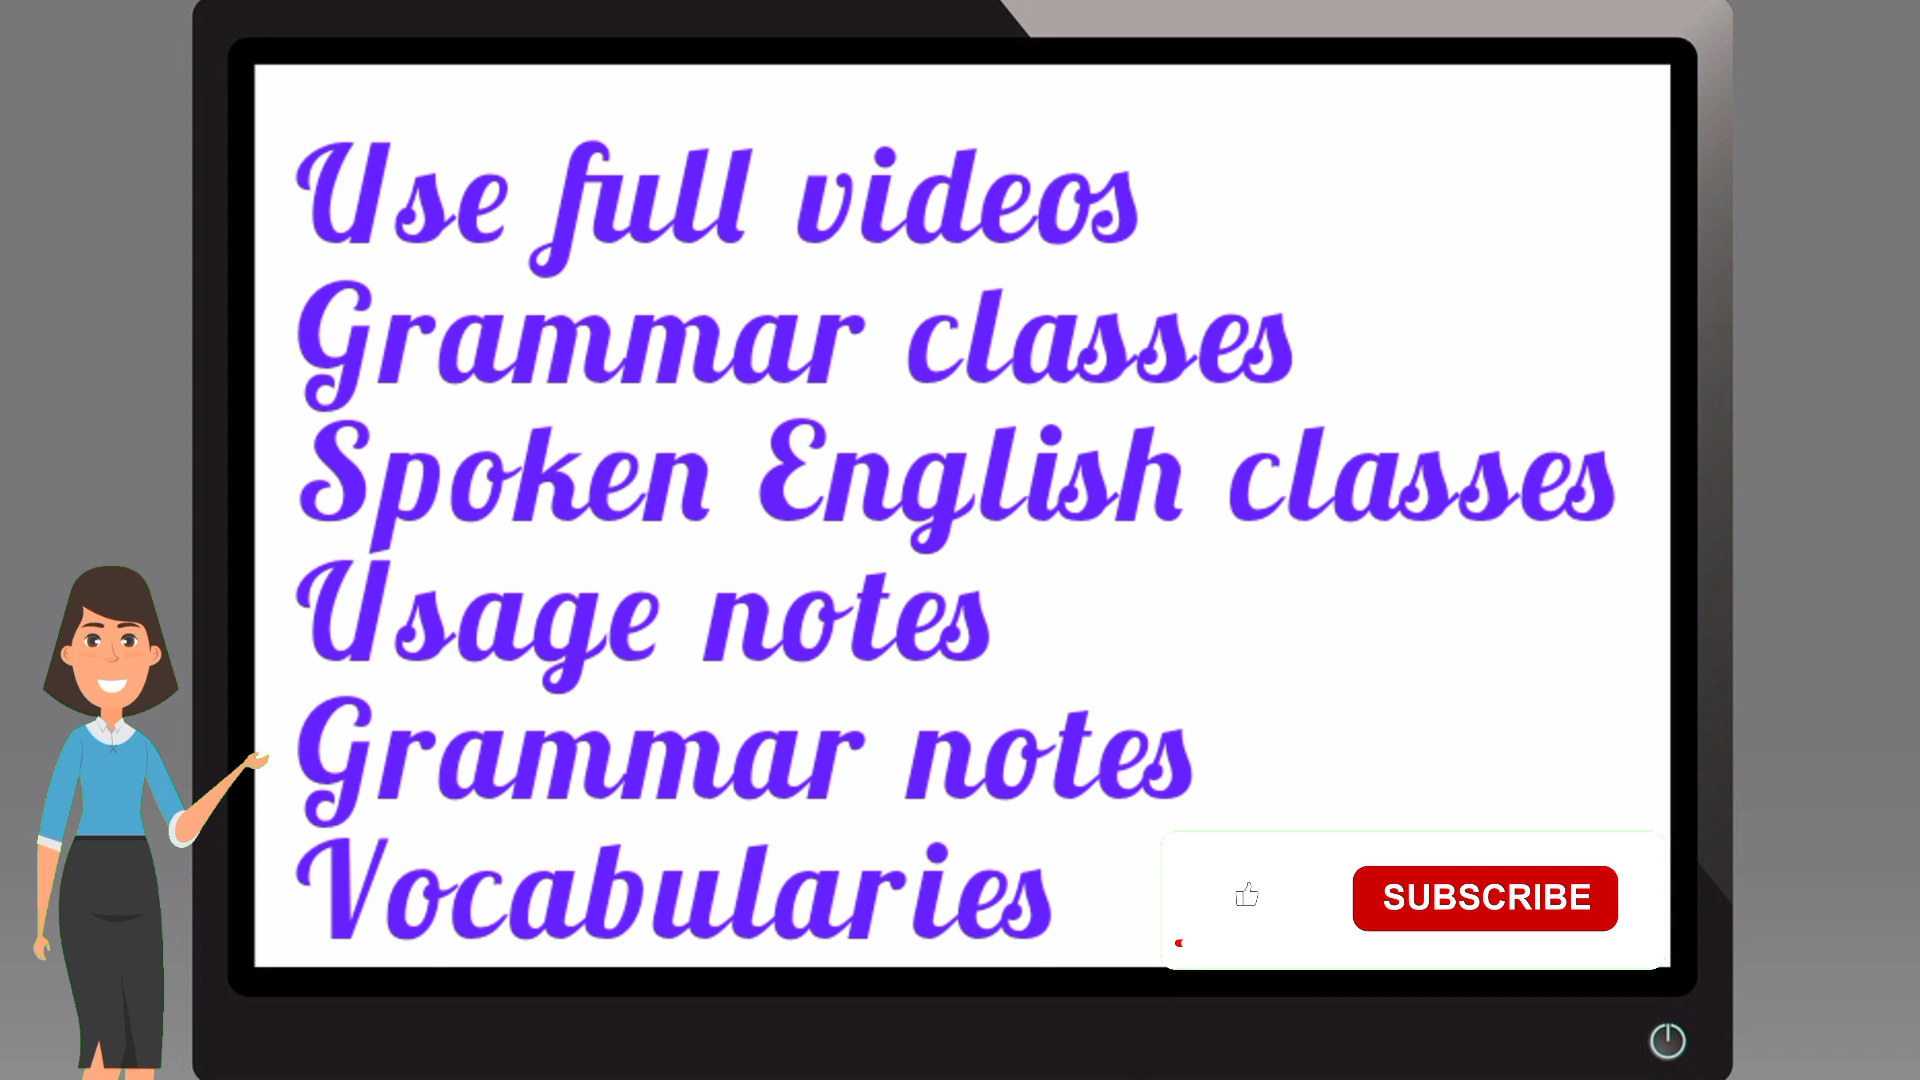 Use full videos
Grammar classes
Spoken English classes
Usage notes
Grammar notes
Vocabularies
SUBSCRIBE